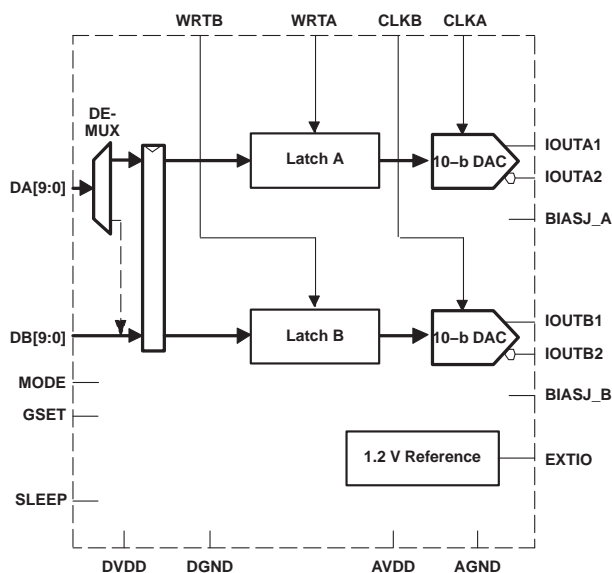 WRTB
WRTA
CLKB
CLKA
DE-
MUX
Latch A
10–b DAC
IOUTA1
IOUTA2
DA[9:0]
BIASJ_A
DB[9:0]
Latch B
10–b DAC
IOUTB1
IOUTB2
MODE
BIASJ_B
GSET
1.2 V Reference
EXTIO
SLEEP
DVDD
DGND
AVDD
AGND